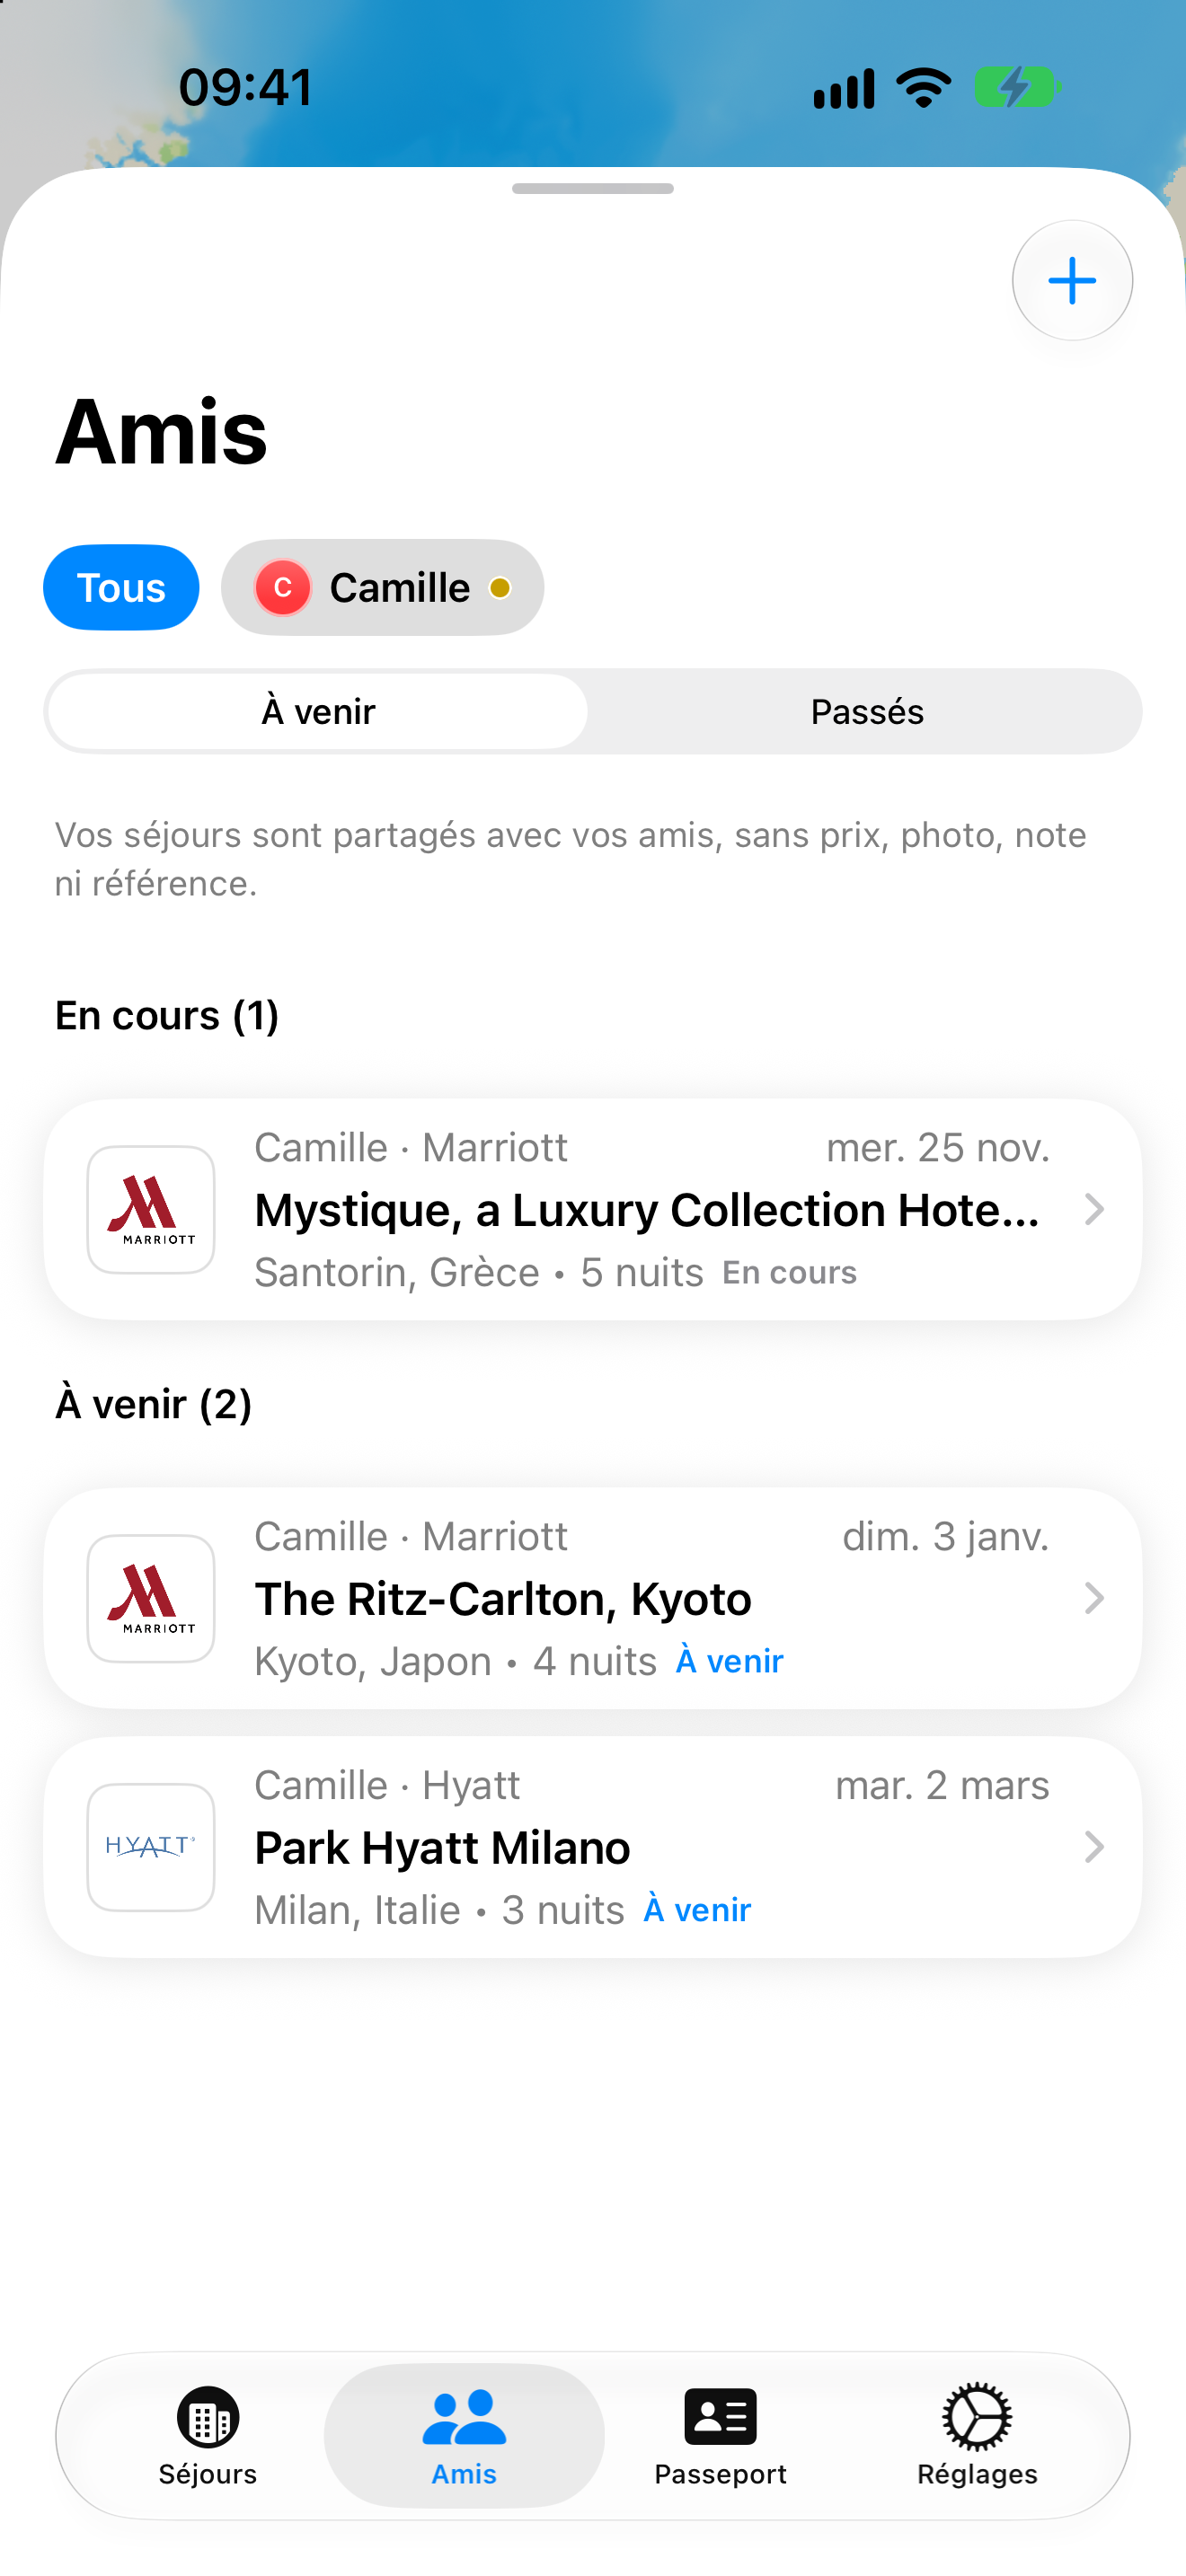 09:41
Amis
Tous
C Camille
À venir
Passés
Vos séjours sont partagés avec vos amis, sans prix, photo, note
ni référence.
En cours (1)
Camille · Marriott
mer. 25 nov.
MARRIOTT
Mystique, a Luxury Collection Hote...
Santorin, Grèce • 5 nuits En cours
À venir (2)
Camille · Marriott
dim. 3 janv.
MARRIOTT
The Ritz-Carlton, Kyoto
Kyoto, Japon • 4 nuits À venir
Camille · Hyatt
mar. 2 mars
HYATT
Park Hyatt Milano
Milan, Italie • 3 nuits À venir
Séjours
Amis
Passeport
Réglages